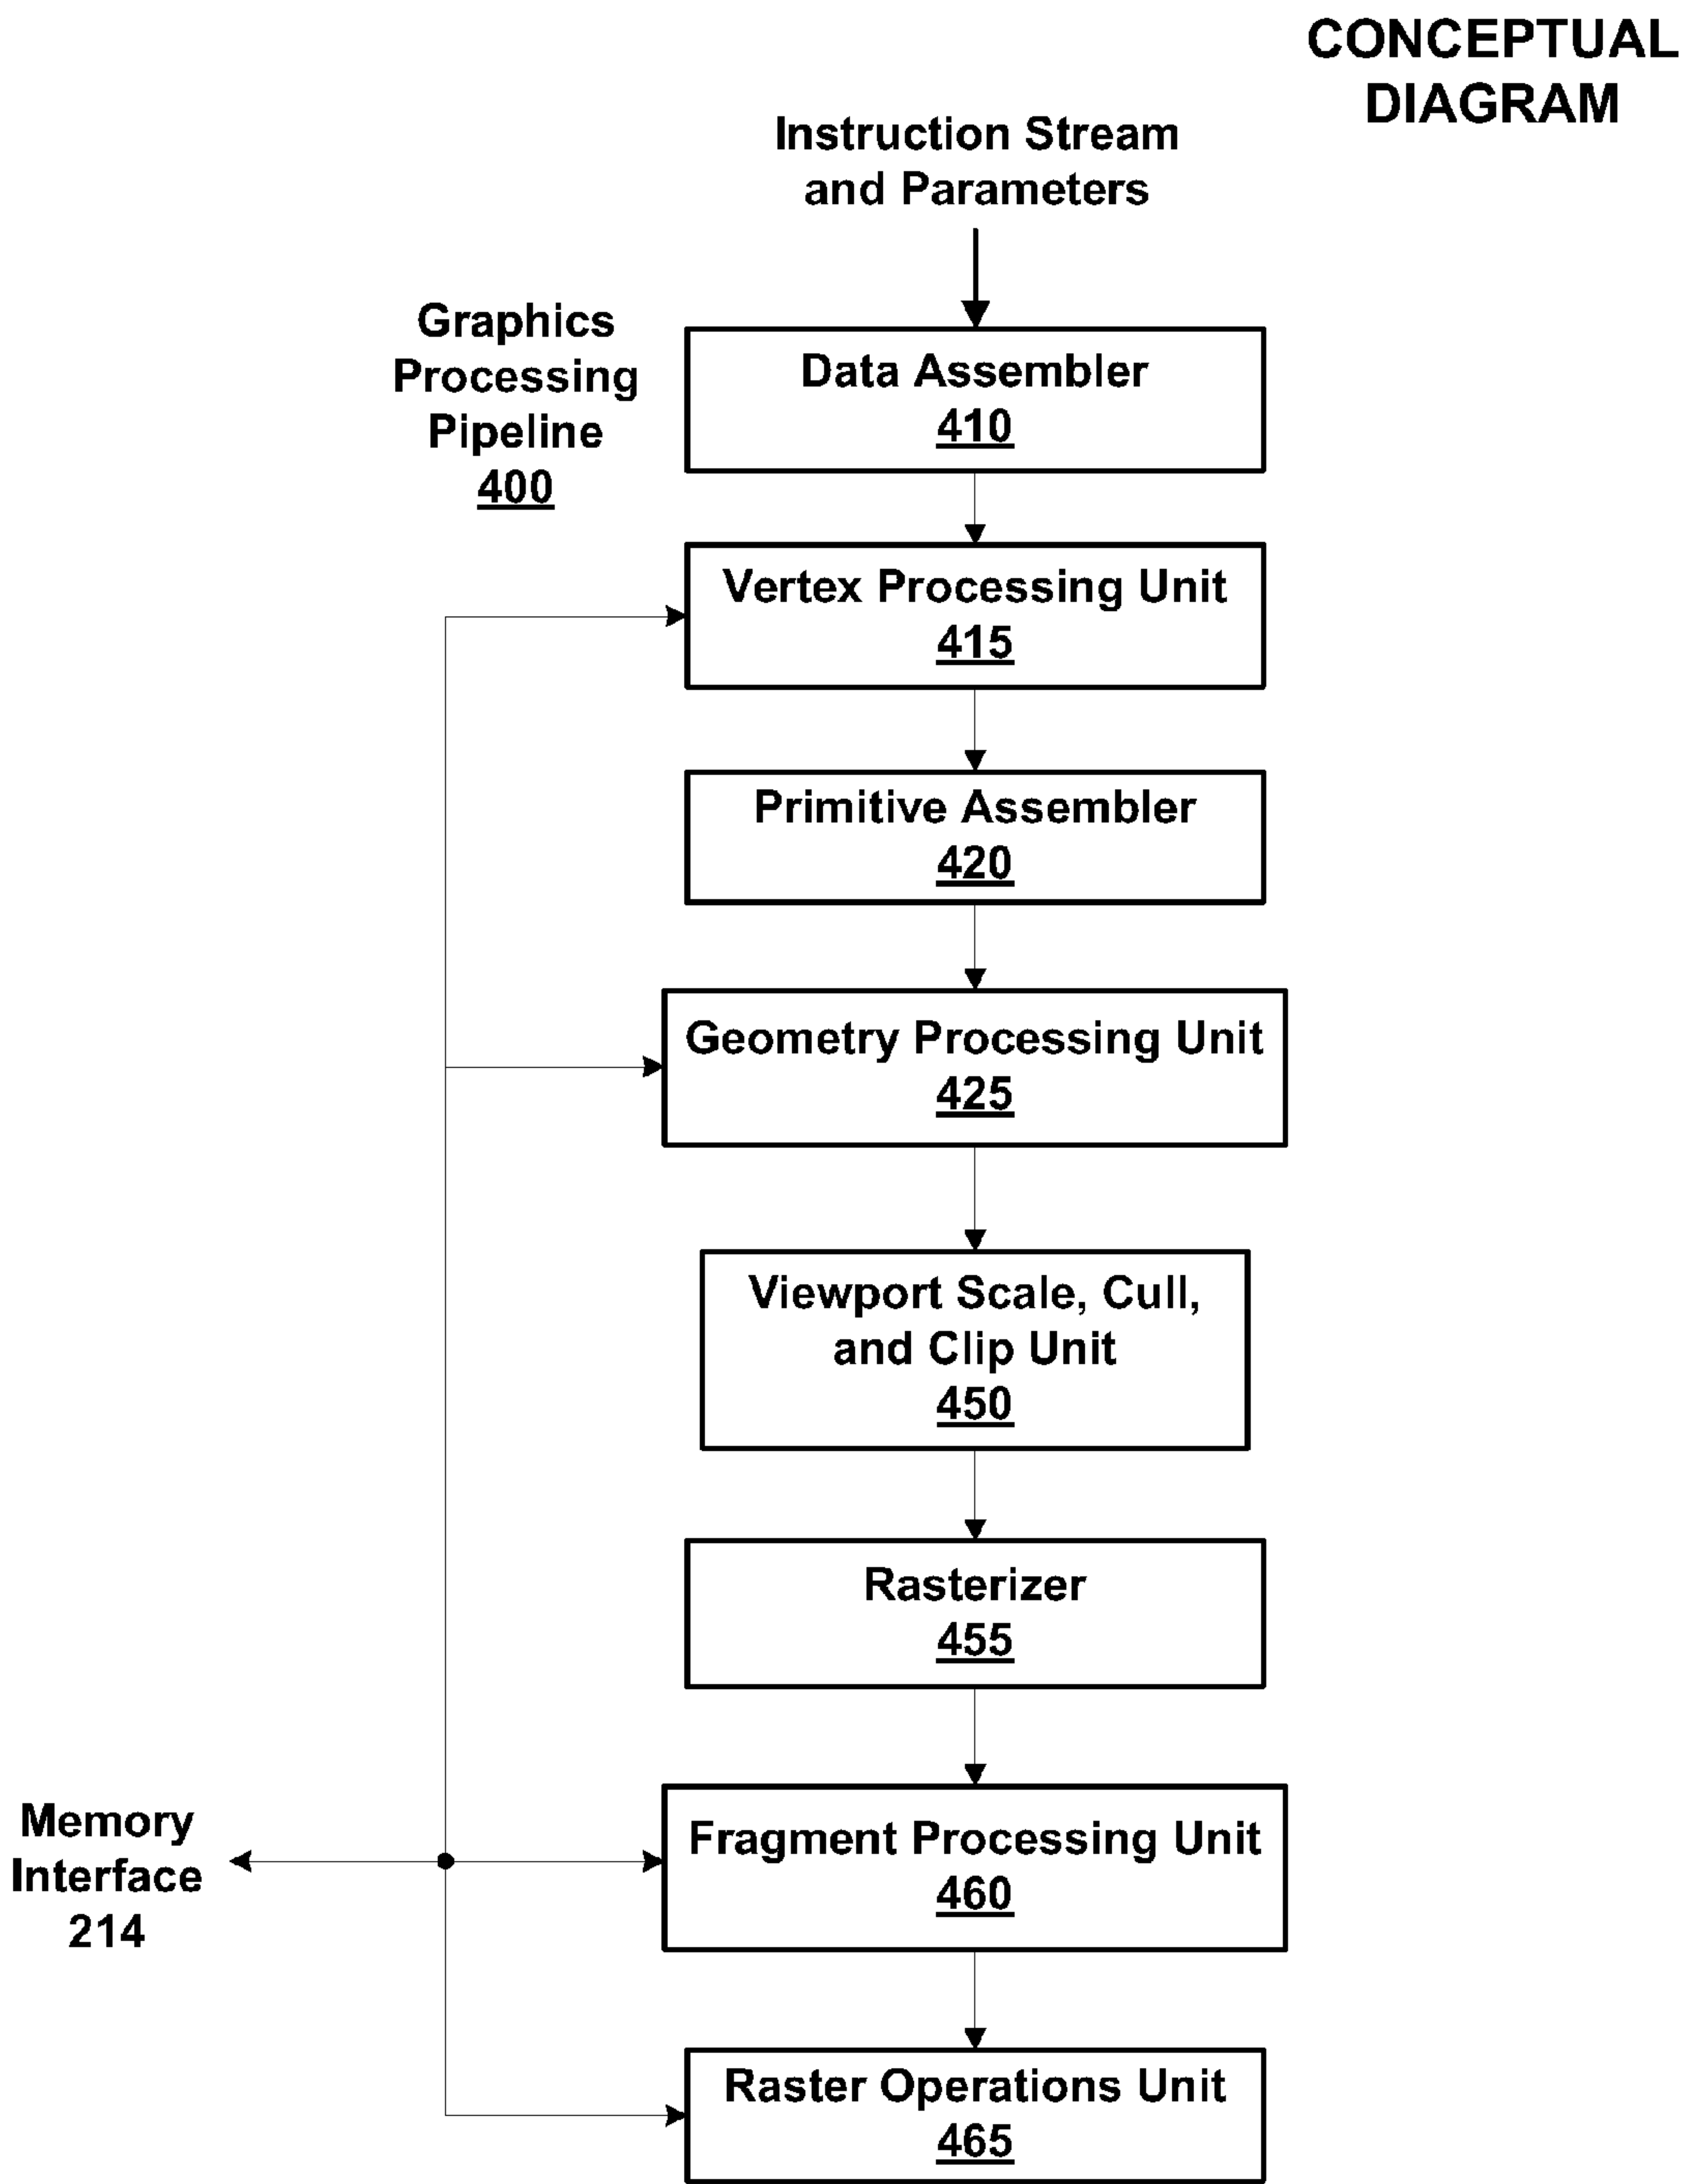 CONCEPTUAL
DIAGRAM
Instruction Stream
and Parameters
Graphics
Processing
Pipeline
400
Data Assembler
410
Vertex Processing Unit
415
Primitive Assembler
420
Geometry Processing Unit
425
Viewport Scale, Cull,
and Clip Unit
450
Rasterizer
455
Memory
Interface
214
Fragment Processing Unit
460
Raster Operations Unit
465